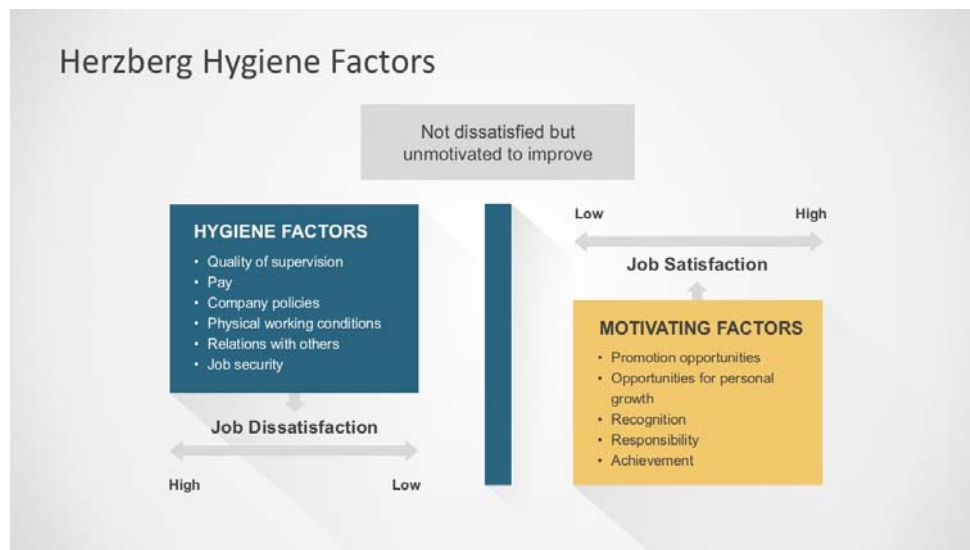 Herzberg Hygiene Factors
Not dissatisfied but
unmotivated to improve
HYGIENE FACTORS
• Quality of supervision
• Pay
• Company policies
• Physical working conditions
• Relations with others
• Job security
Job Dissatisfaction
High Low
Low High
Job Satisfaction
MOTIVATING FACTORS
• Promotion opportunities
• Opportunities for personal
growth
• Recognition
• Responsibility
• Achievement